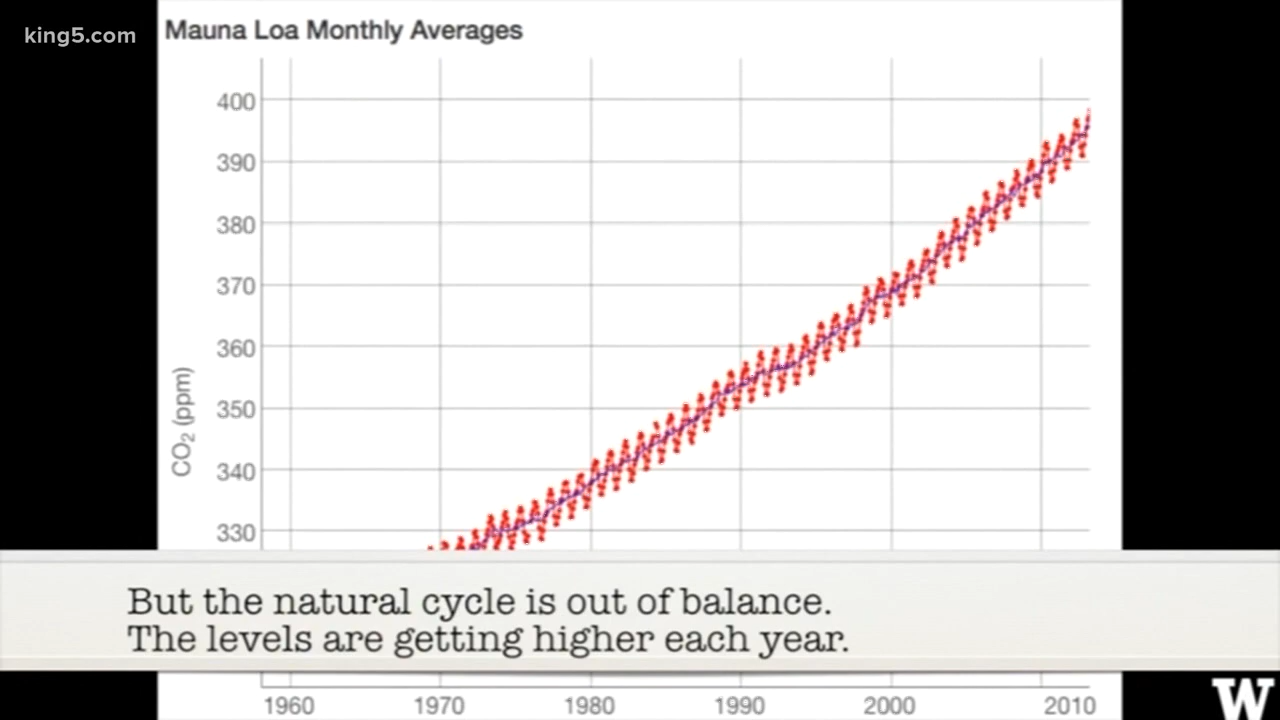 king5.com
Mauna Loa Monthly Averages
400
390
380
370
360
350
340
330
CO₂ (ppm)
But the natural cycle is out of balance.
The levels are getting higher each year.
1960 1970 1980 1990 2000 2010
W